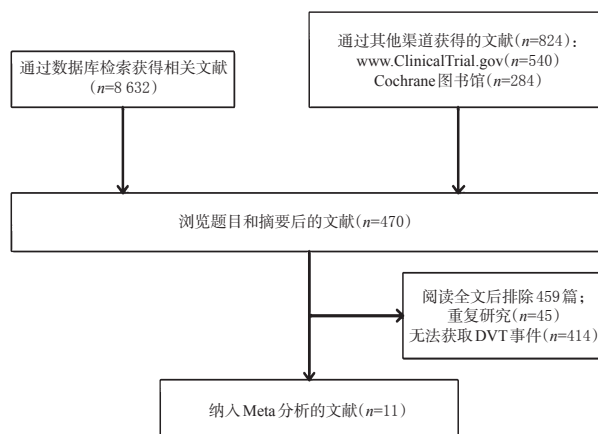 通过数据库检索获得相关文献
(n=8 632)
通过其他渠道获得的文献(n=824)：
www.ClinicalTrial.gov(n=540)
Cochrane图书馆(n=284)
浏览题目和摘要后的文献(n=470)
阅读全文后排除459篇；
重复研究(n=45)
无法获取DVT事件(n=414)
纳入Meta分析的文献(n=11)